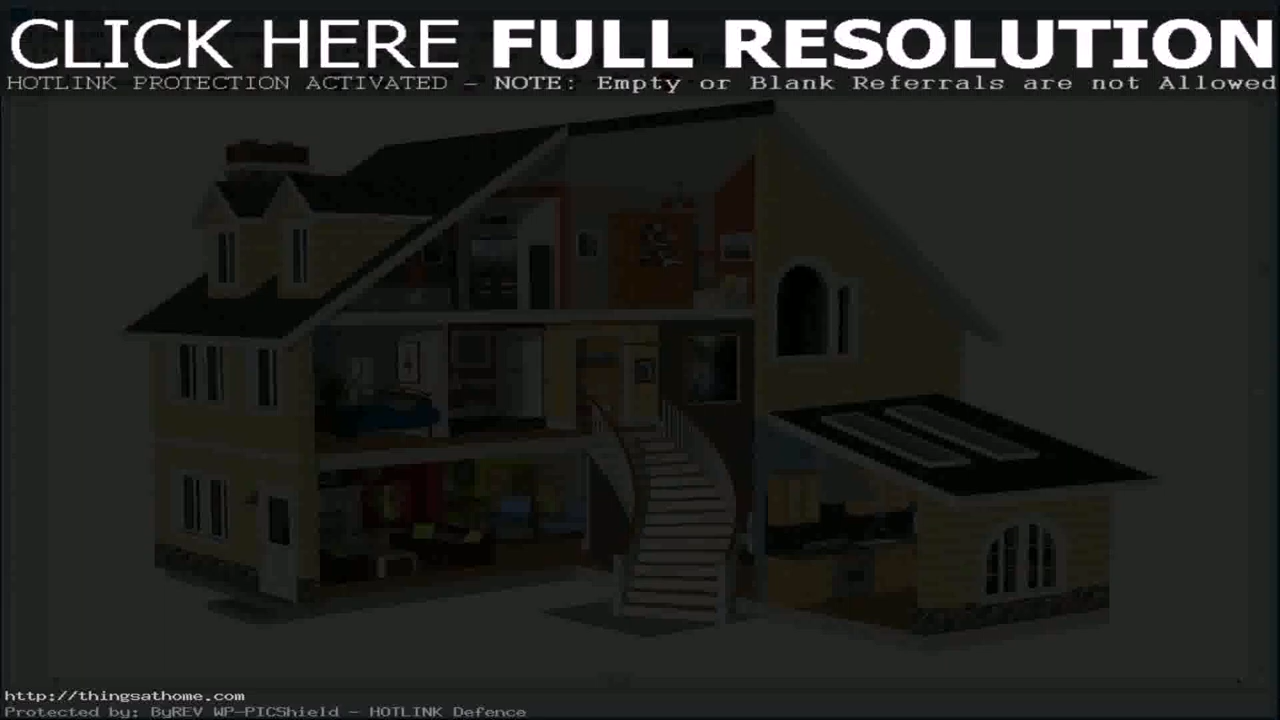 CLICK HERE FULL RESOLUTION
HOTLINK PROTECTION ACTIVATED - NOTE: Empty or Blank Referrals are not Allowed
http://thingsathome.com
Protected by: ByREV WP-PICShield - HOTLINK Defence